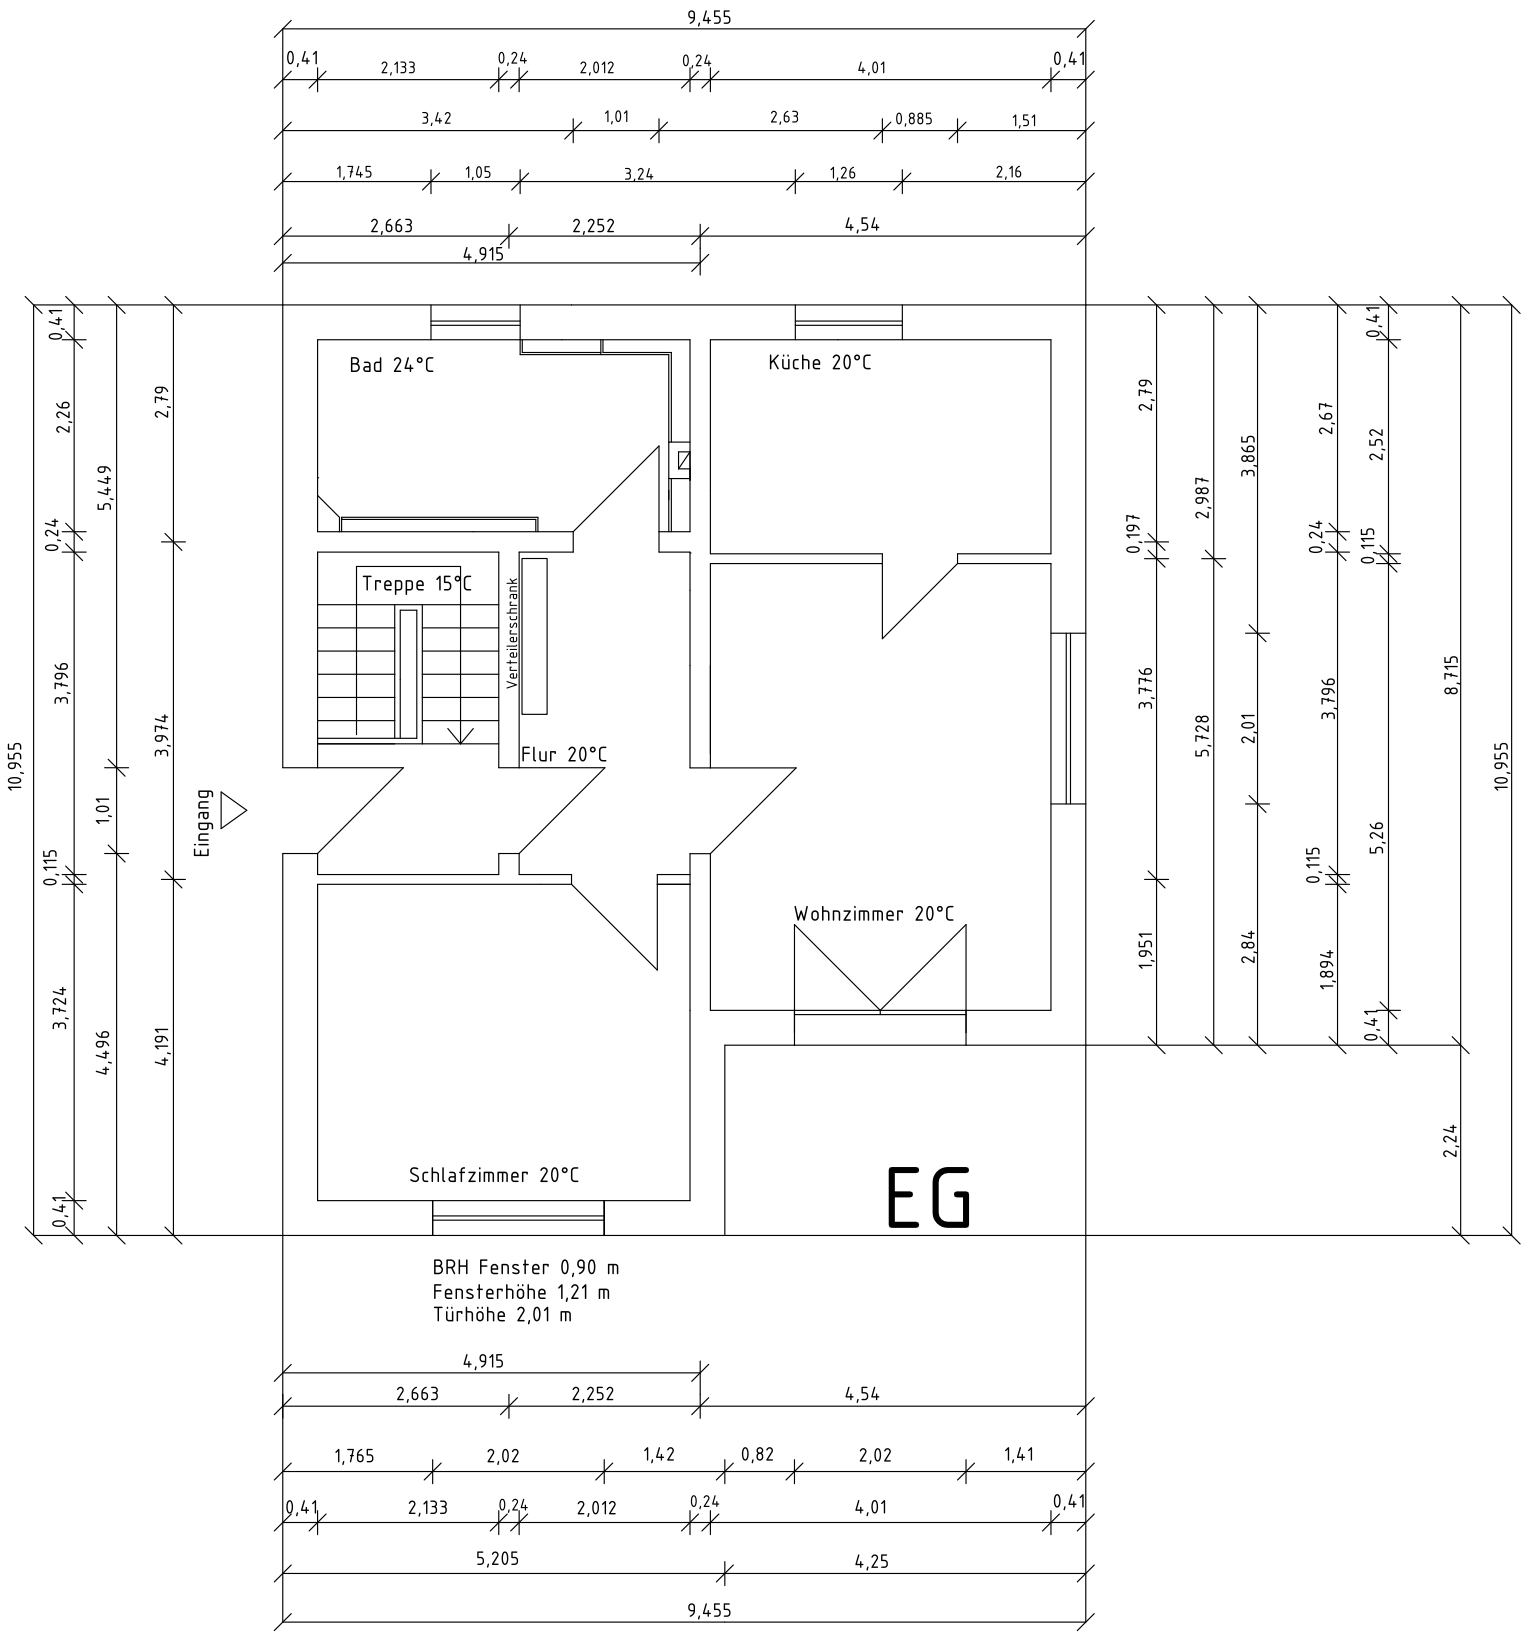 9,455
0,41 2,133 0,24 2,012 0,24 4,01 0,41
3,42 1,01 2,63 0,885 1,51
1,745 1,05 3,24 1,26 2,16
2,663 2,252 4,54
4,915
10,955
0,41
2,26
0,24
3,796
0,115
3,724
0,41
5,449
1,01
4,496
2,79
3,974
4,191
Eingang
Bad 24°C
Küche 20°C
Treppe 15°C
Verteilerschrank
Flur 20°C
Wohnzimmer 20°C
Schlafzimmer 20°C
EG
2,79
0,197
3,776
1,951
2,987
5,728
3,865
2,01
2,84
2,67
0,24
3,796
0,115
1,894
0,41
2,52
0,115
5,26
0,41
8,715
2,24
10,955
BRH Fenster 0,90 m
Fensterhöhe 1,21 m
Türhöhe 2,01 m
4,915
2,663 2,252 4,54
1,765 2,02 1,42 0,82 2,02 1,41
0,41 2,133 0,24 2,012 0,24 4,01 0,41
5,205 4,25
9,455